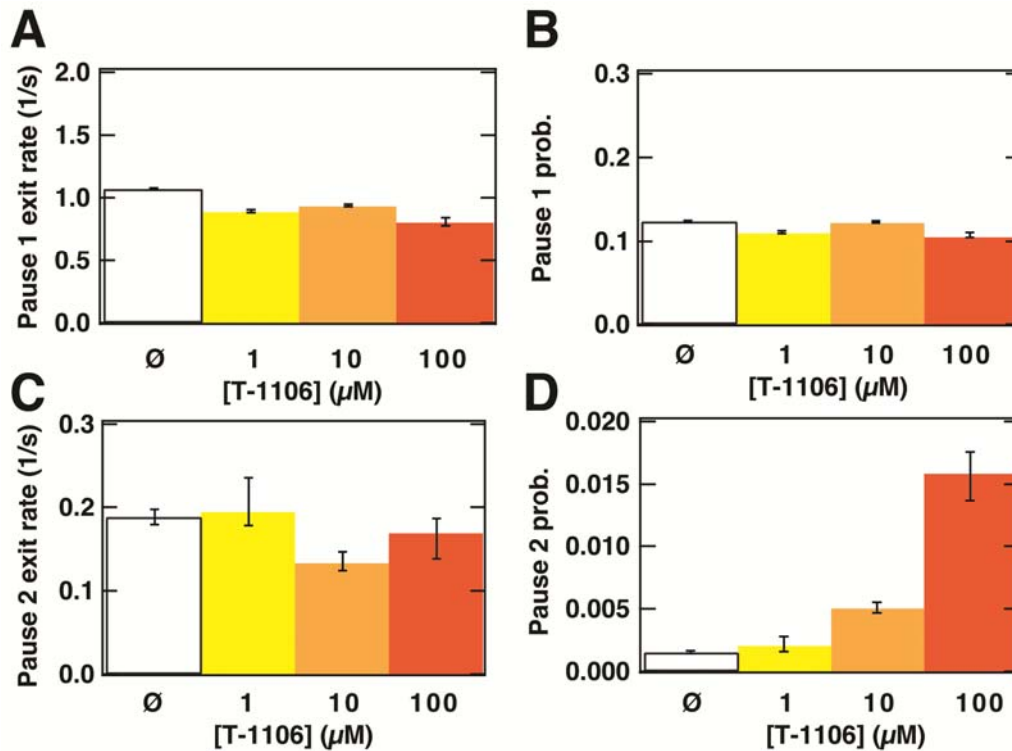 A
Pause 1 exit rate (1/s)
2.0
1.5
1.0
0.5
0.0
Ø 1 10 100
[T-1106] (µM)
B
Pause 1 prob.
0.3
0.2
0.1
0.0
Ø 1 10 100
[T-1106] (µM)
C
Pause 2 exit rate (1/s)
0.3
0.2
0.1
0.0
Ø 1 10 100
[T-1106] (µM)
D
Pause 2 prob.
0.020
0.015
0.010
0.005
0.000
Ø 1 10 100
[T-1106] (µM)